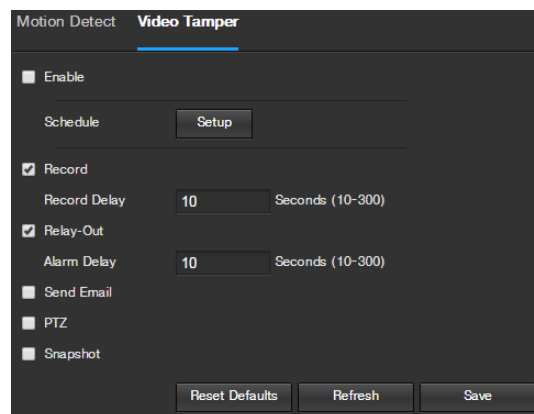 Motion Detect Video Tamper
Enable
Schedule Setup
Record
Record Delay 10 Seconds (10-300)
Relay-Out
Alarm Delay 10 Seconds (10-300)
Send Email
PTZ
Snapshot
Reset Defaults Refresh Save